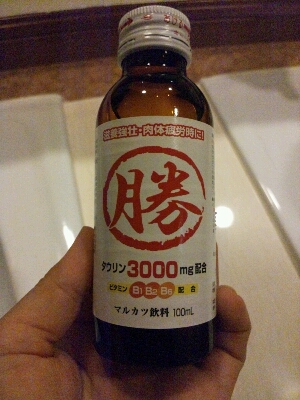 滋養強壮・肉体疲労時に!
勝
タウリン3000mg配合
ビタミン B1 B2 B6 配合
マルカツ飲料 100mL